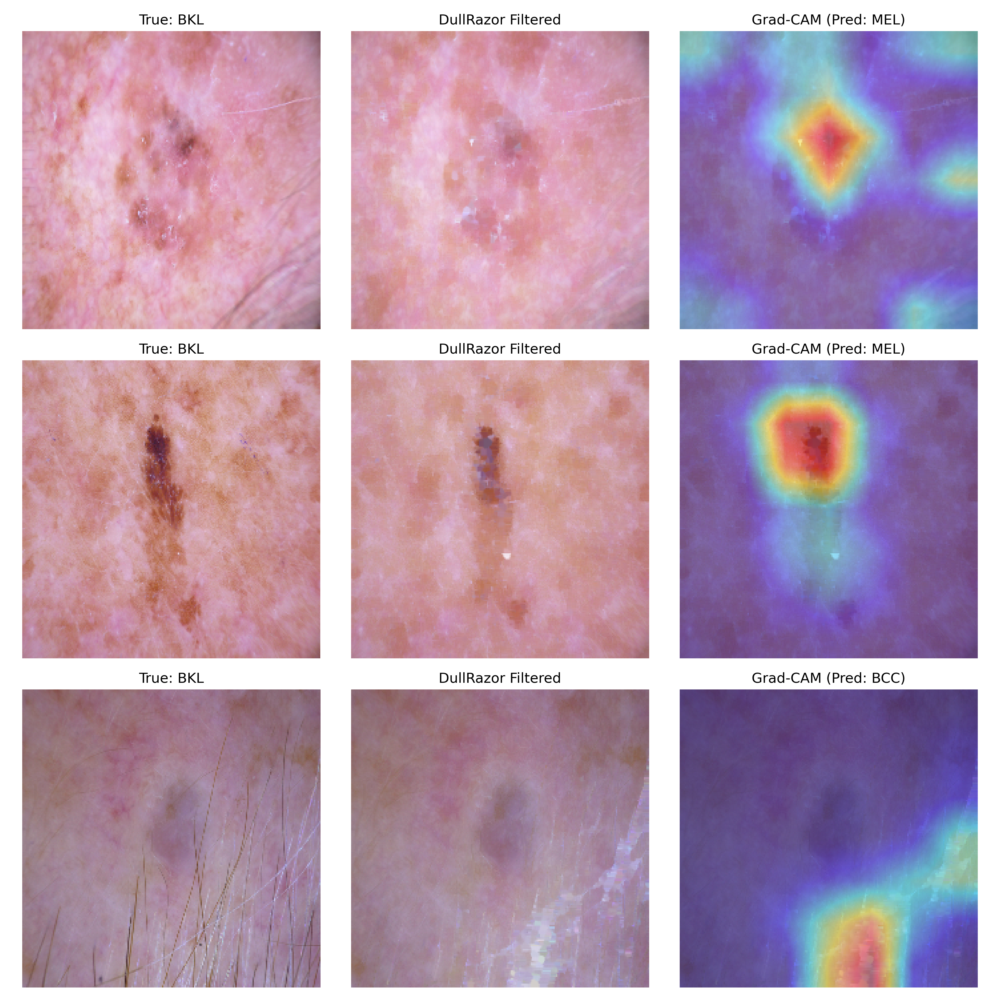 True: BKL
DullRazor Filtered
Grad-CAM (Pred: MEL)
True: BKL
DullRazor Filtered
Grad-CAM (Pred: MEL)
True: BKL
DullRazor Filtered
Grad-CAM (Pred: BCC)